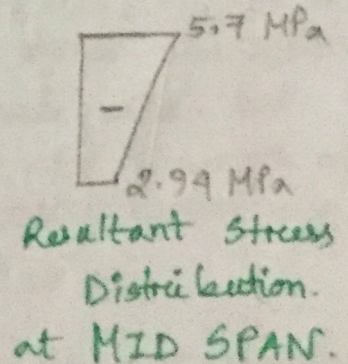 5.7 MPa
-
2.94 MPa
Resultant Stress
Distribution.
at MID SPAN.